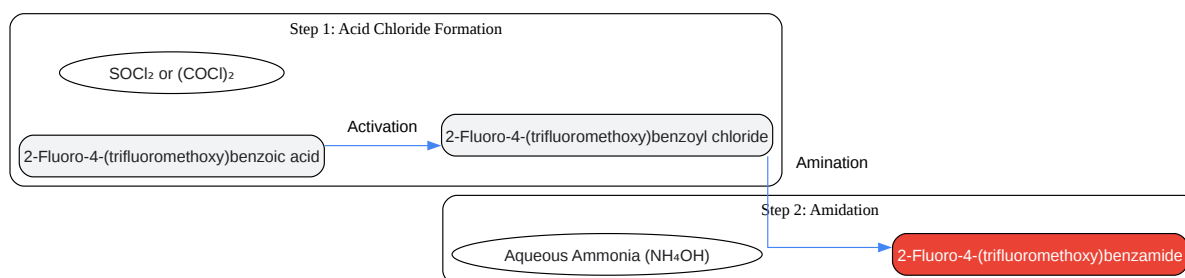 Step 1: Acid Chloride Formation
SOCl₂ or (COCl)₂
Activation
2-Fluoro-4-(trifluoromethoxy)benzoic acid
2-Fluoro-4-(trifluoromethoxy)benzoyl chloride
Amination
Step 2: Amidation
Aqueous Ammonia (NH₄OH)
2-Fluoro-4-(trifluoromethoxy)benzamide